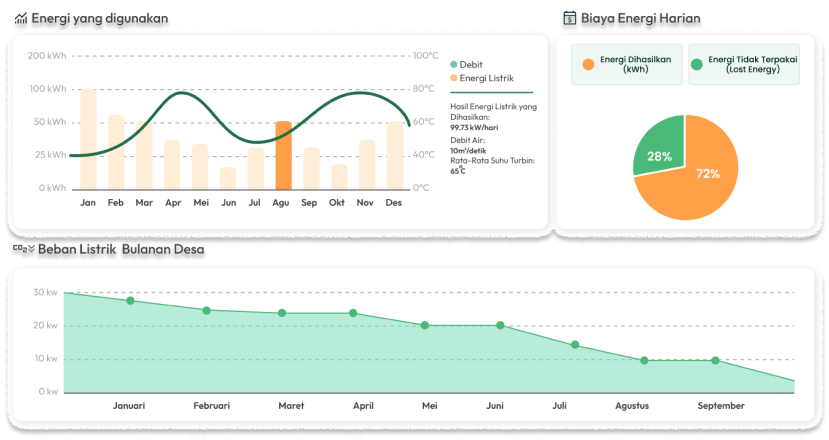 Energi yang digunakan
200 kWh
100 kWh
50 kWh
25 kWh
0 kWh
100°C
80°C
60°C
40°C
0°C
Jan Feb Mar Apr Mei Jun Jul Agu Sep Okt Nov Des
Debit
Energi Listrik
Hasil Energi Listrik yang
Dihasilkan:
99.73 kW/hari
Debit Air:
10m³/detik
Rata-Rata Suhu Turbin:
65°C
$
Biaya Energi Harian
Energi Dihasilkan
(kWh)
Energi Tidak Terpakai
(Lost Energy)
28%
72%
CO₂ Beban Listrik Bulanan Desa
30 kw
20 kw
10 kw
0 kw
Januari Februari Maret April Mei Juni Juli Agustus September